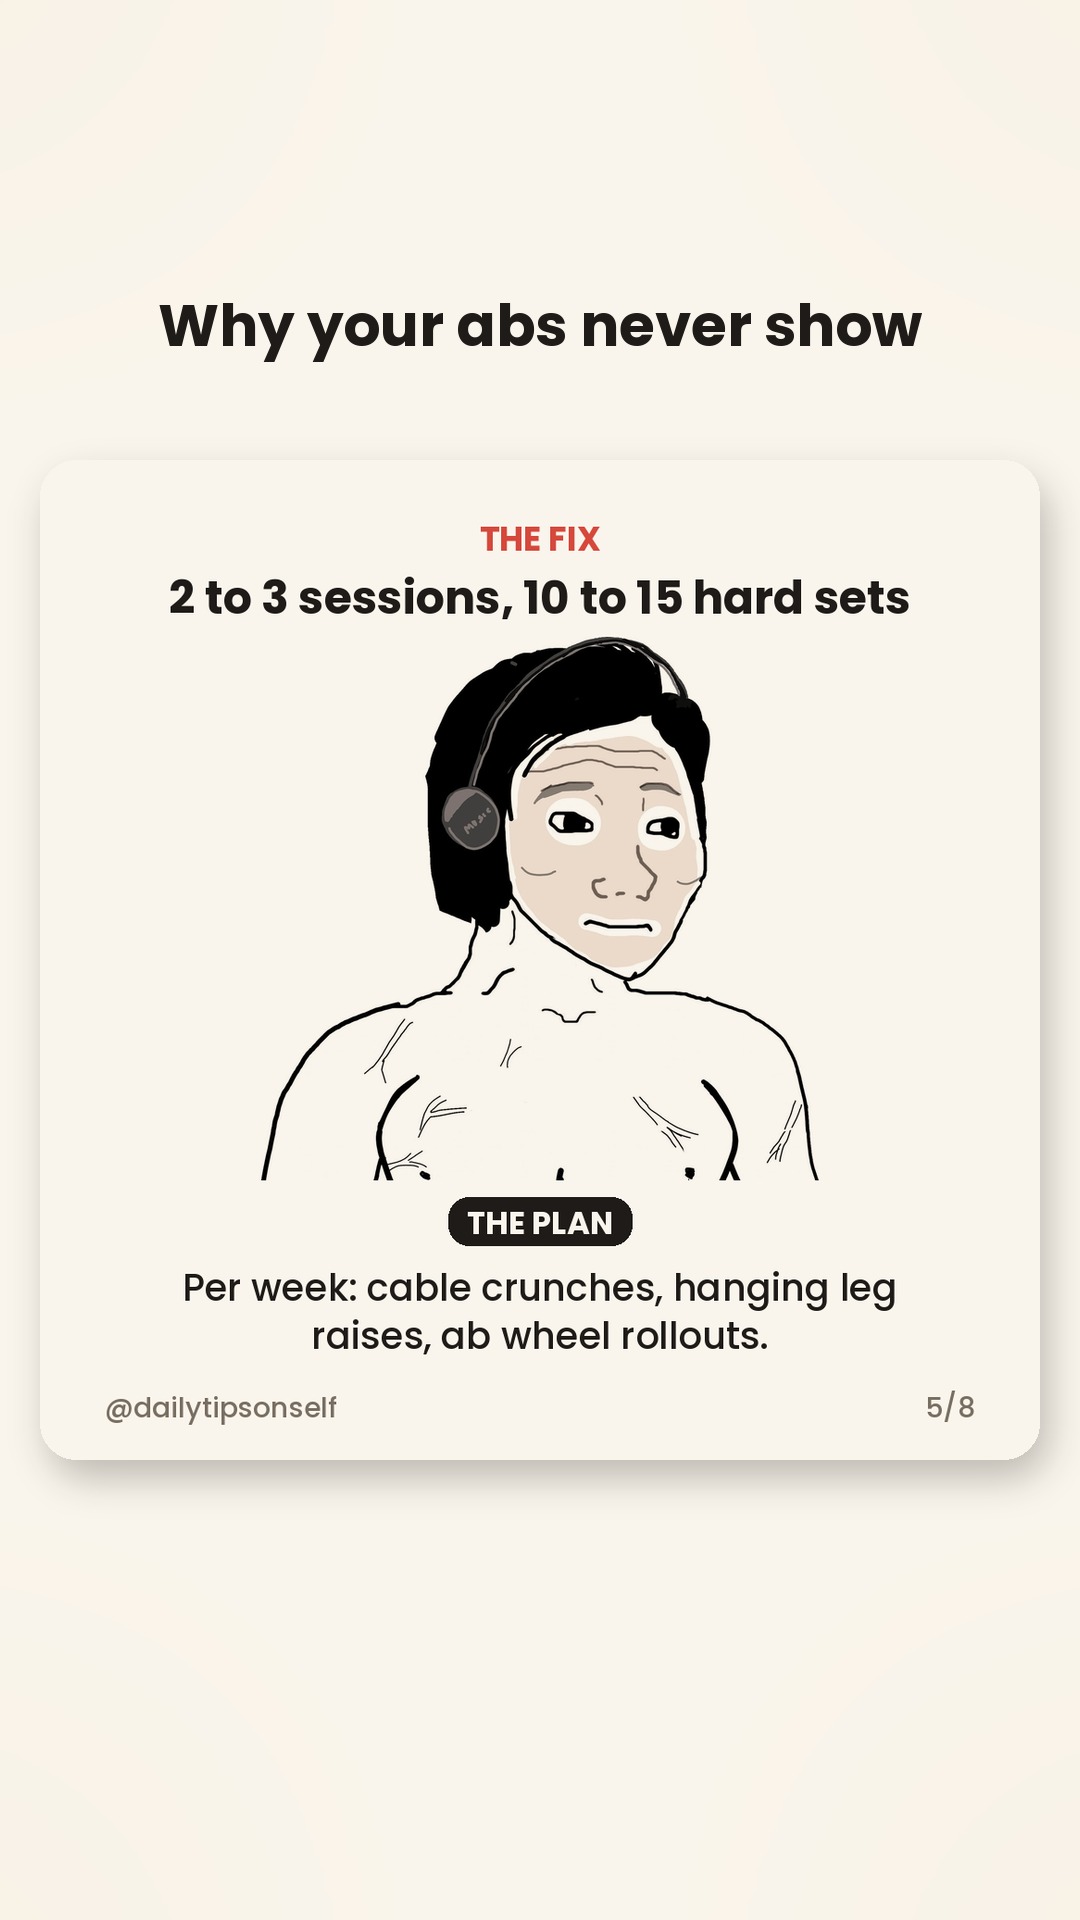 Why your abs never show
THE FIX
2 to 3 sessions, 10 to 15 hard sets
Music
THE PLAN
Per week: cable crunches, hanging leg
raises, ab wheel rollouts.
@dailytipsonself
5/8